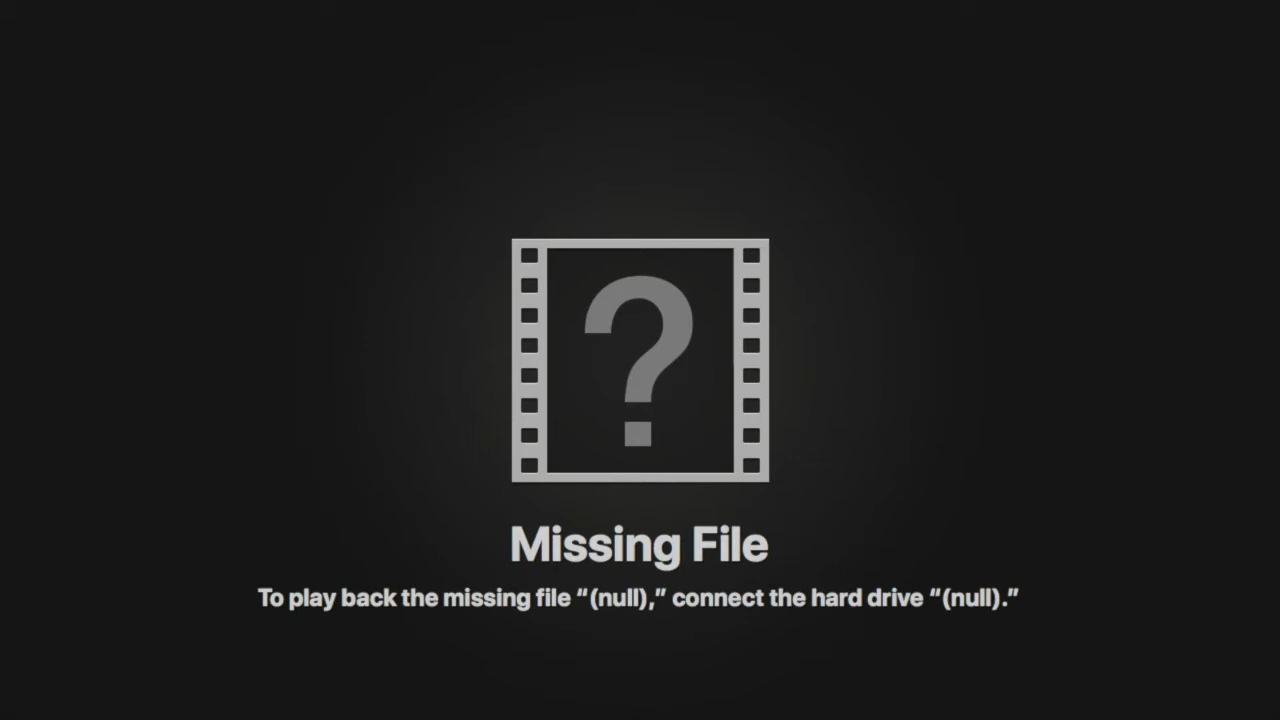 ?
Missing File
To play back the missing file “(null),” connect the hard drive “(null).”